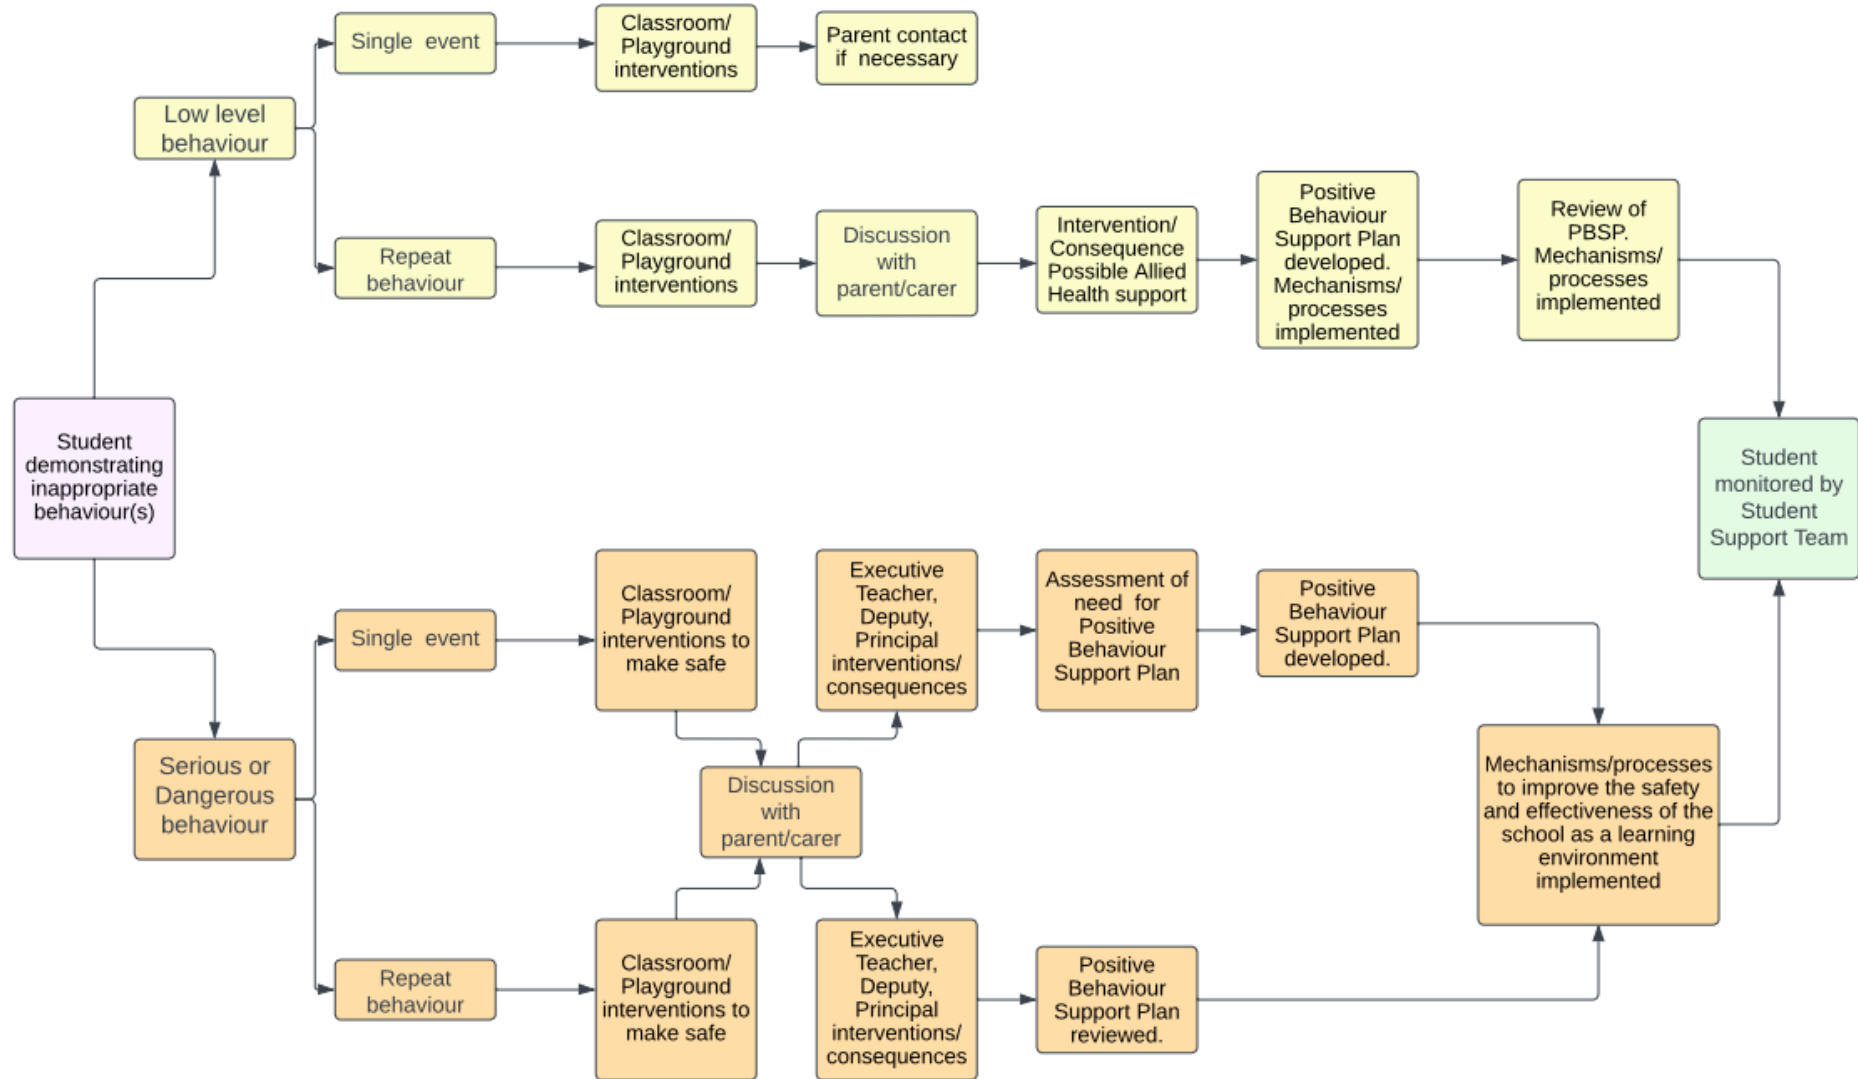 Single event
Classroom/
Playground
interventions
Parent contact
if necessary
Low level
behaviour
Repeat
behaviour
Classroom/
Playground
interventions
Discussion
with
parent/carer
Intervention/
Consequence
Possible Allied
Health support
Positive
Behaviour
Support Plan
developed.
Mechanisms/
processes
implemented
Review of
PBSP.
Mechanisms/
processes
implemented
Student
demonstrating
inappropriate
behaviour(s)
Student
monitored by
Student
Support Team
Single event
Classroom/
Playground
interventions to
make safe
Executive
Teacher,
Deputy,
Principal
interventions/
consequences
Assessment of
need for
Positive
Behaviour
Support Plan
Positive
Behaviour
Support Plan
developed.
Serious or
Dangerous
behaviour
Discussion
with
parent/carer
Mechanisms/processes
to improve the safety
and effectiveness of the
school as a learning
environment
implemented
Repeat
behaviour
Classroom/
Playground
interventions to
make safe
Executive
Teacher,
Deputy,
Principal
interventions/
consequences
Positive
Behaviour
Support Plan
reviewed.